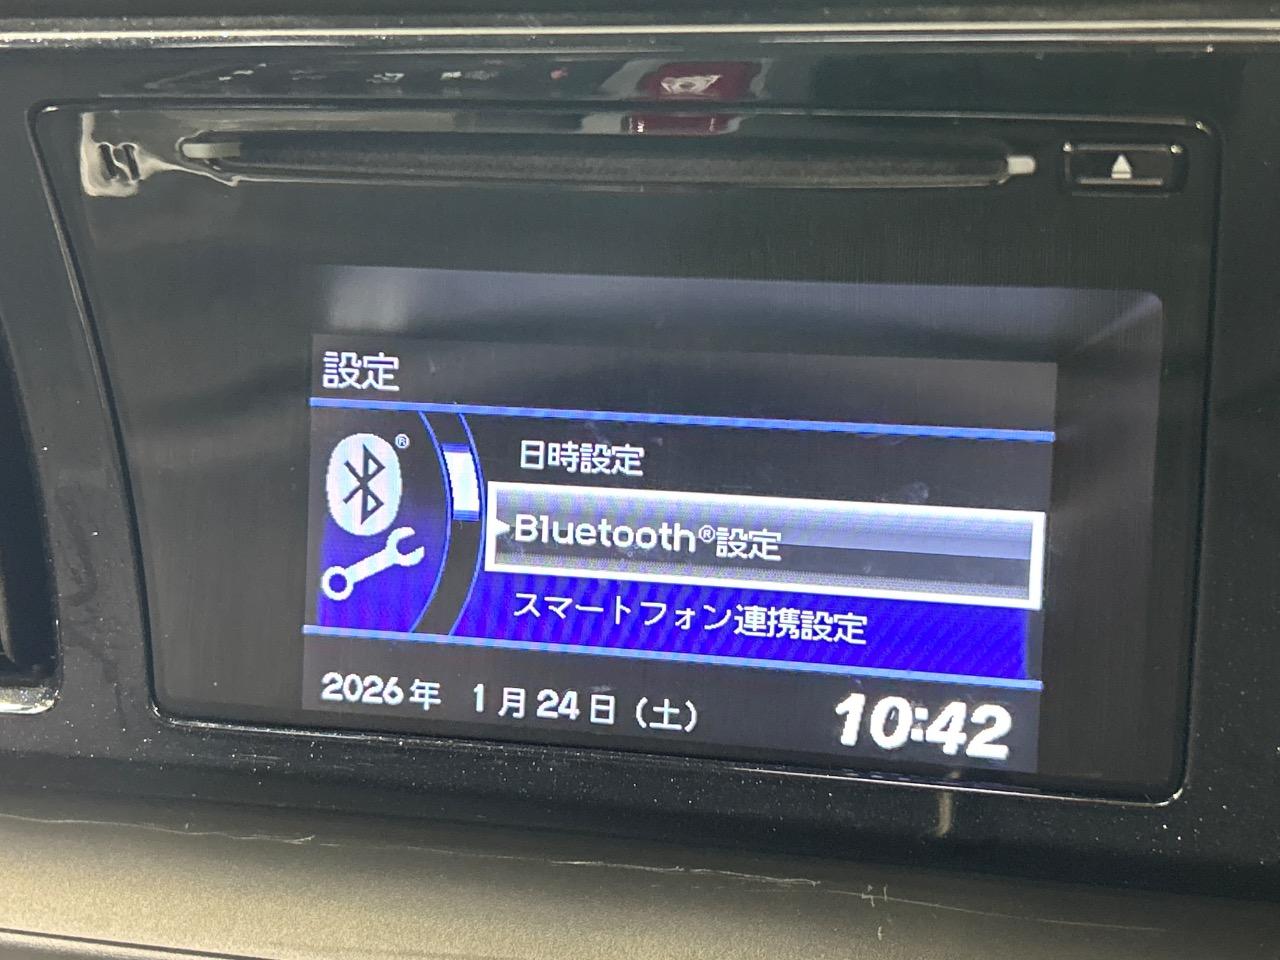 設定
日時設定
Bluetooth®設定
スマートフォン連携設定
2026年 1月24日(土) 10:42